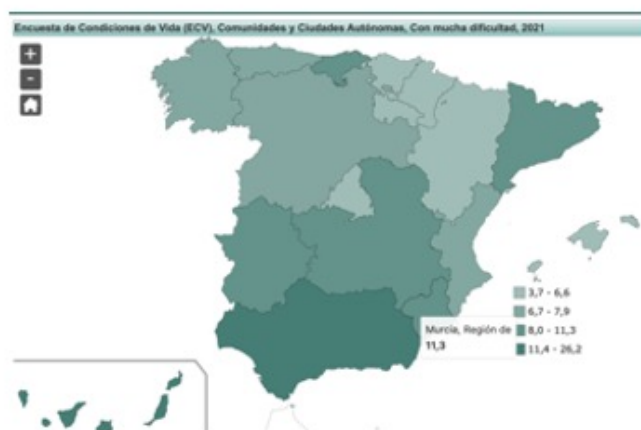 Encuesta de Condiciones de Vida (ECV), Comunidades y Ciudades Autónomas, Con mucha dificultad, 2021
+
-
3,7 - 6,6
6,7 - 7,9
Murcia, Región de
11,3
8,0 - 11,3
11,4 - 26,2